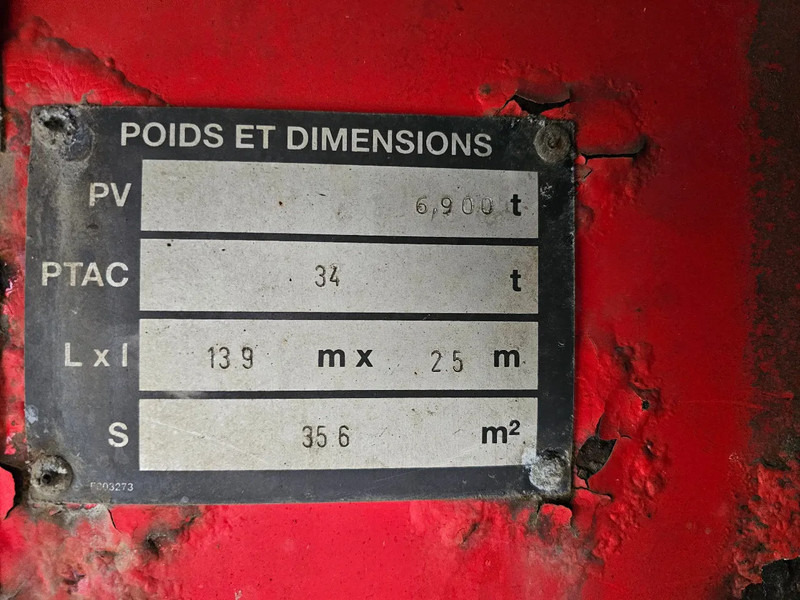 POIDS ET DIMENSIONS
PV 6,900 t
PTAC 34 t
L x l 13 9 m x 2 5 m
S 35 6 m²